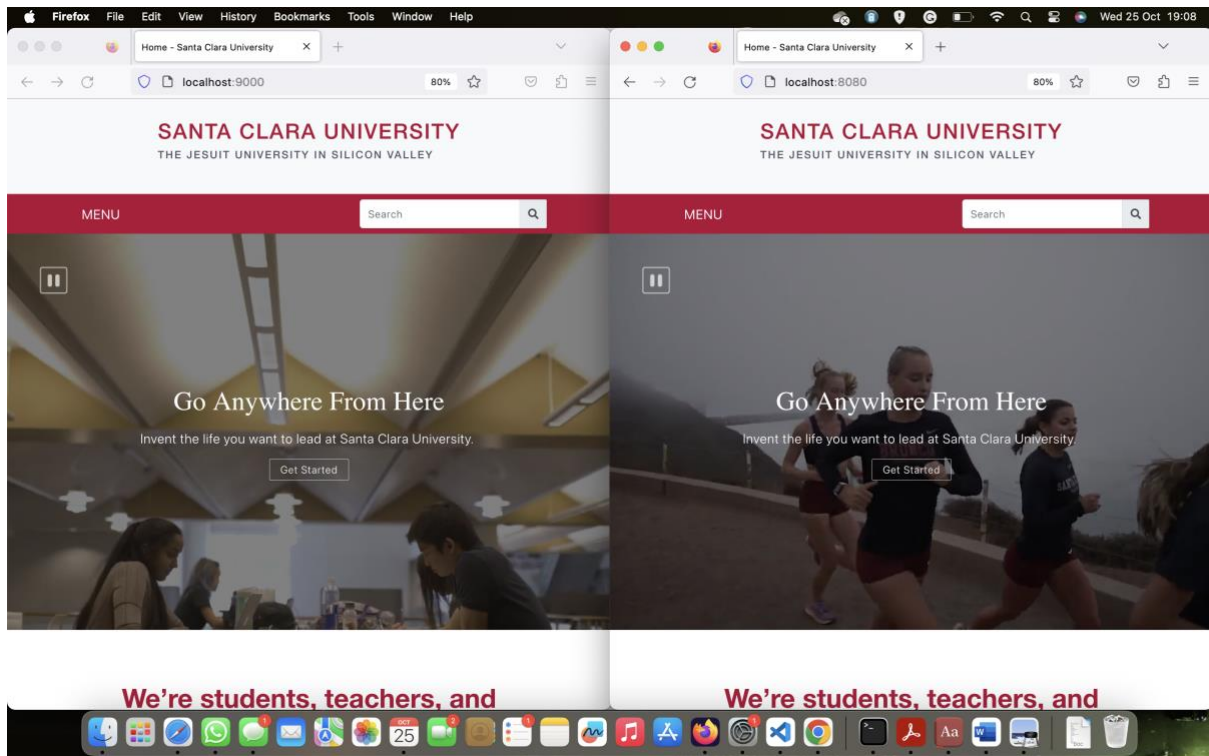 Firefox File Edit View History Bookmarks Tools Window Help Wed 25 Oct 19:08
Home - Santa Clara University
localhost:9000 80%
SANTA CLARA UNIVERSITY
THE JESUIT UNIVERSITY IN SILICON VALLEY
MENU Search
Go Anywhere From Here
Invent the life you want to lead at Santa Clara University.
Get Started
We're students, teachers, and
Home - Santa Clara University
localhost:8080 80%
SANTA CLARA UNIVERSITY
THE JESUIT UNIVERSITY IN SILICON VALLEY
MENU Search
Go Anywhere From Here
Invent the life you want to lead at Santa Clara University.
Get Started
We're students, teachers, and
OCT
25
Aa